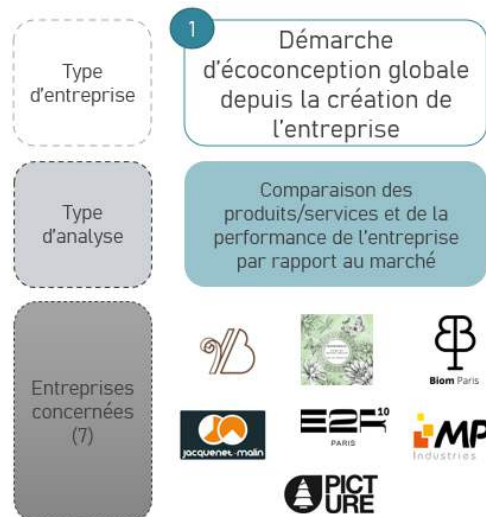 1
Type
d'entreprise
Démarche
d'écoconception globale
depuis la création de
l'entreprise
Type
d'analyse
Comparaison des
produits/services et de la
performance de l'entreprise
par rapport au marché
Entreprises
concernées
(7)
B
Biom Paris
jacquenet·malin
E2R 10
PARIS
MP
Industries
PICT
URE